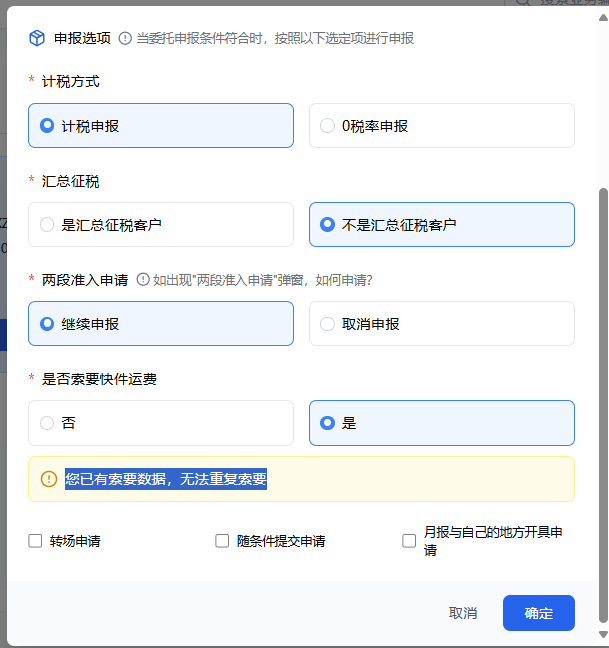 申报选项 当委托申报条件符合时，按照以下选定项进行申报
* 计税方式
计税申报 0税率申报
* 汇总征税
是汇总征税客户 不是汇总征税客户
* 两段准入申请 如出现"两段准入申请"弹窗，如何申请?
继续申报 取消申报
* 是否索要快件运费
否 是
您已有索要数据，无法重复索要
转场申请 随条件提交申请 月报与自己的地方开具申
请
取消 确定